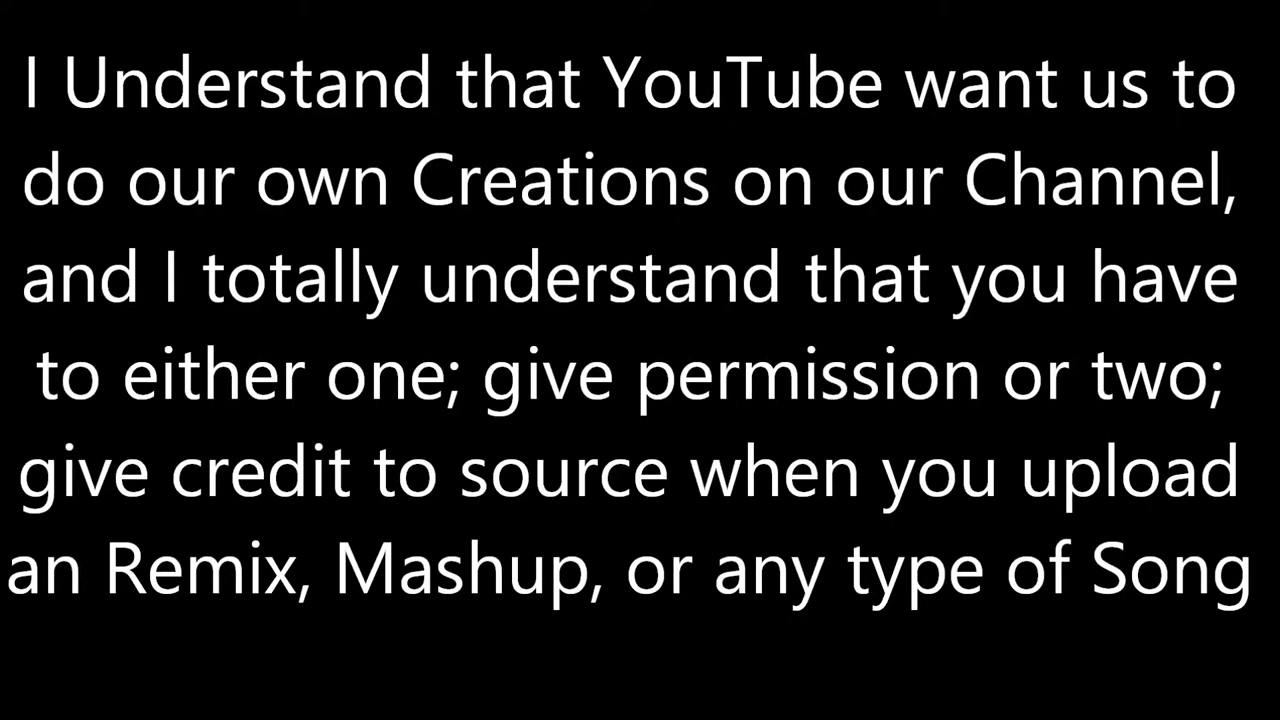 I Understand that YouTube want us to
do our own Creations on our Channel,
and I totally understand that you have
to either one; give permission or two;
give credit to source when you upload
an Remix, Mashup, or any type of Song